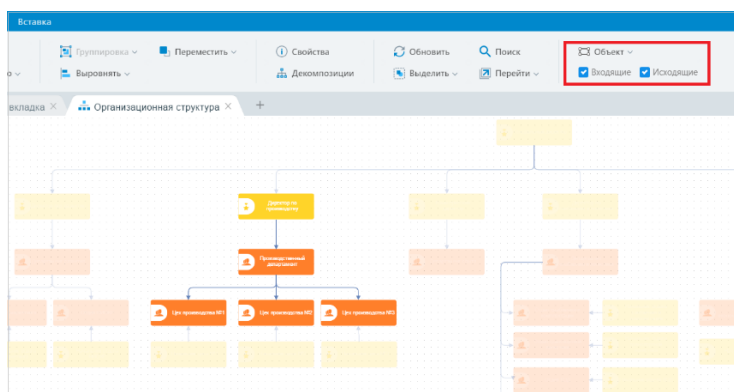 Вставка
Группировка Переместить Свойства Обновить Поиск Объект
Выровнять Декомпозиции Выделить Перейти Входящие Исходящие
вкладка × Организационная структура × +
Директор по
производству
Производственный
департамент
Цех производства №1 Цех производства №2 Цех производства №3